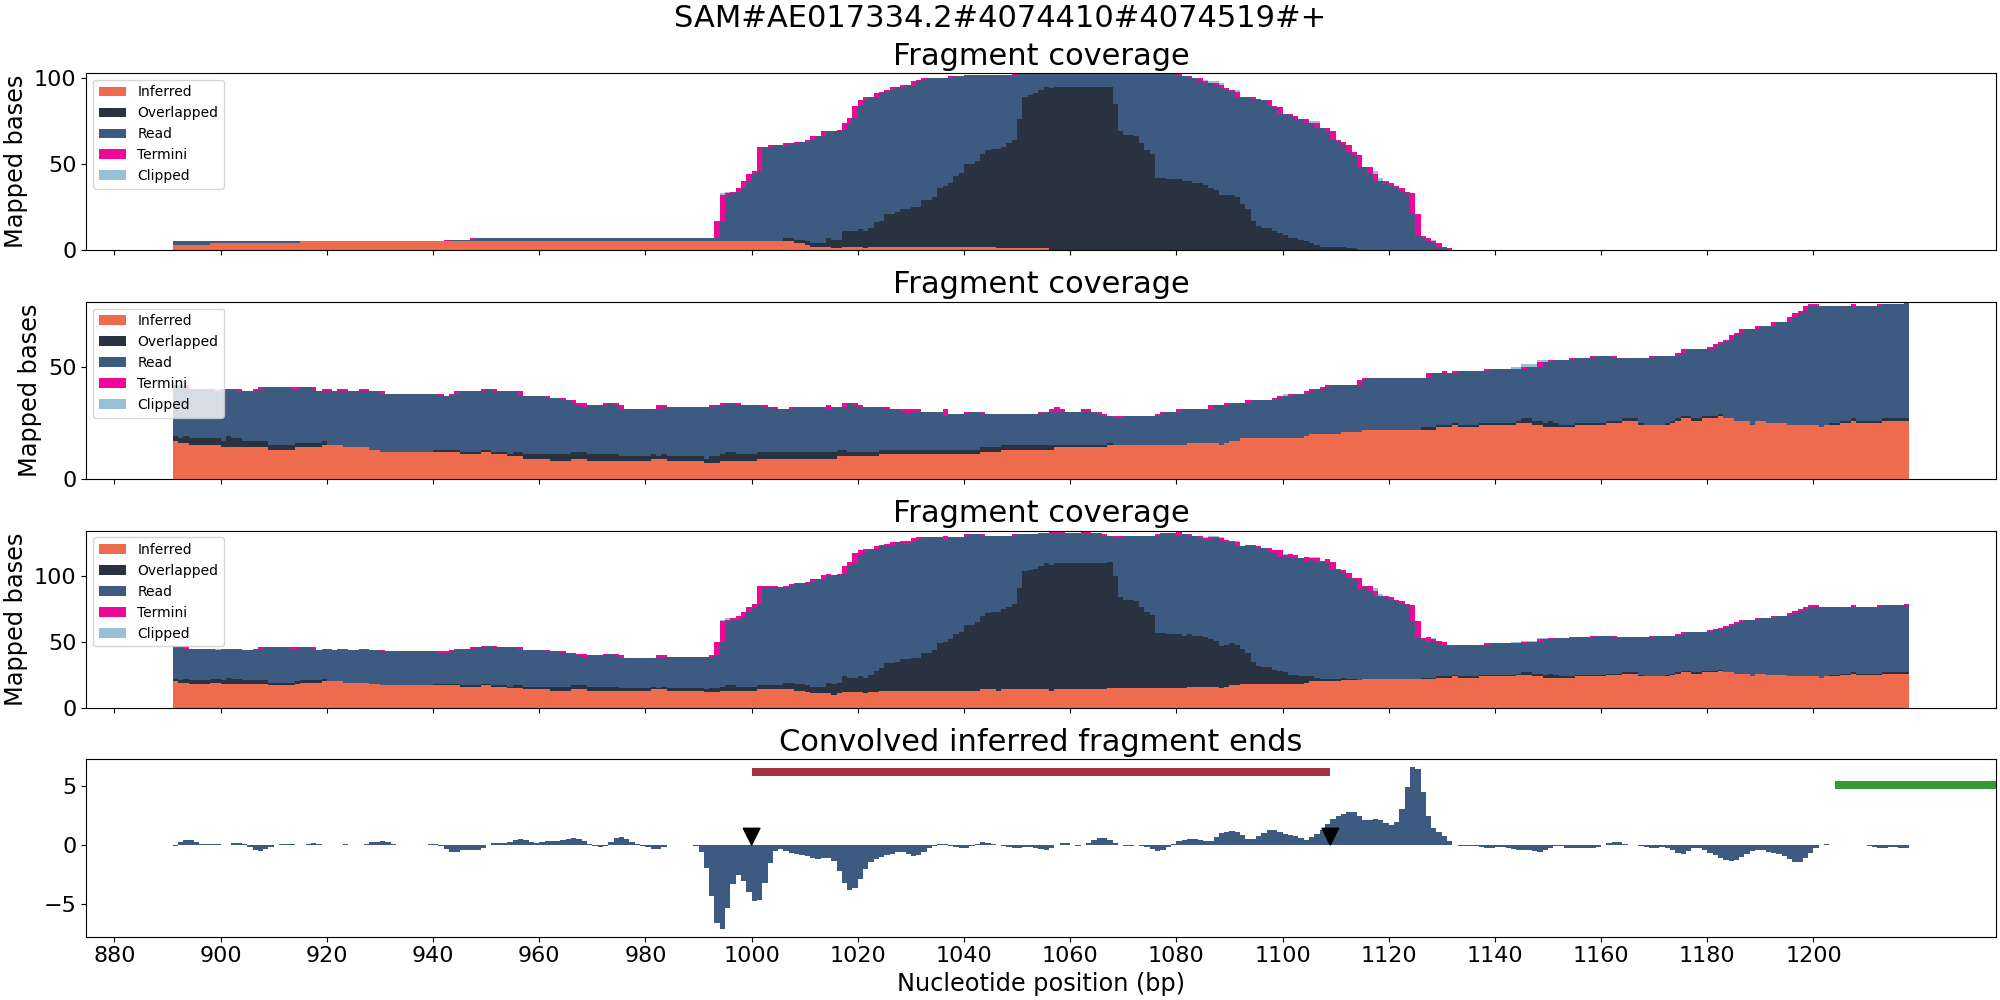 SAM#AE017334.2#4074410#4074519#+
Fragment coverage
Mapped bases
100
50
0
Inferred
Overlapped
Read
Termini
Clipped
Fragment coverage
Mapped bases
50
0
Inferred
Overlapped
Read
Termini
Clipped
Fragment coverage
Mapped bases
100
50
0
Inferred
Overlapped
Read
Termini
Clipped
Convolved inferred fragment ends
5
0
−5
880 900 920 940 960 980 1000 1020 1040 1060 1080 1100 1120 1140 1160 1180 1200
Nucleotide position (bp)